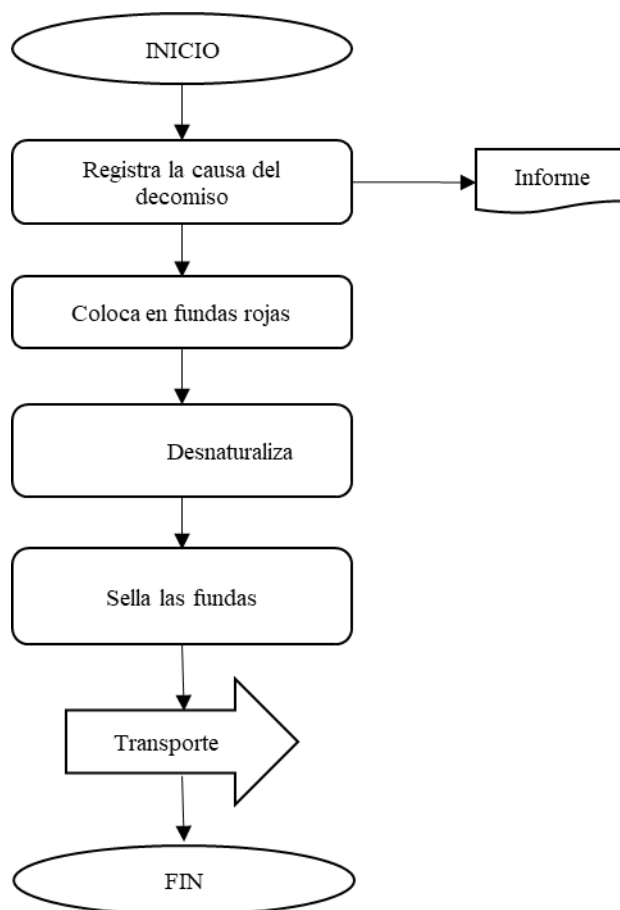 INICIO
Registra la causa del
decomiso
Informe
Coloca en fundas rojas
Desnaturaliza
Sella las fundas
Transporte
FIN